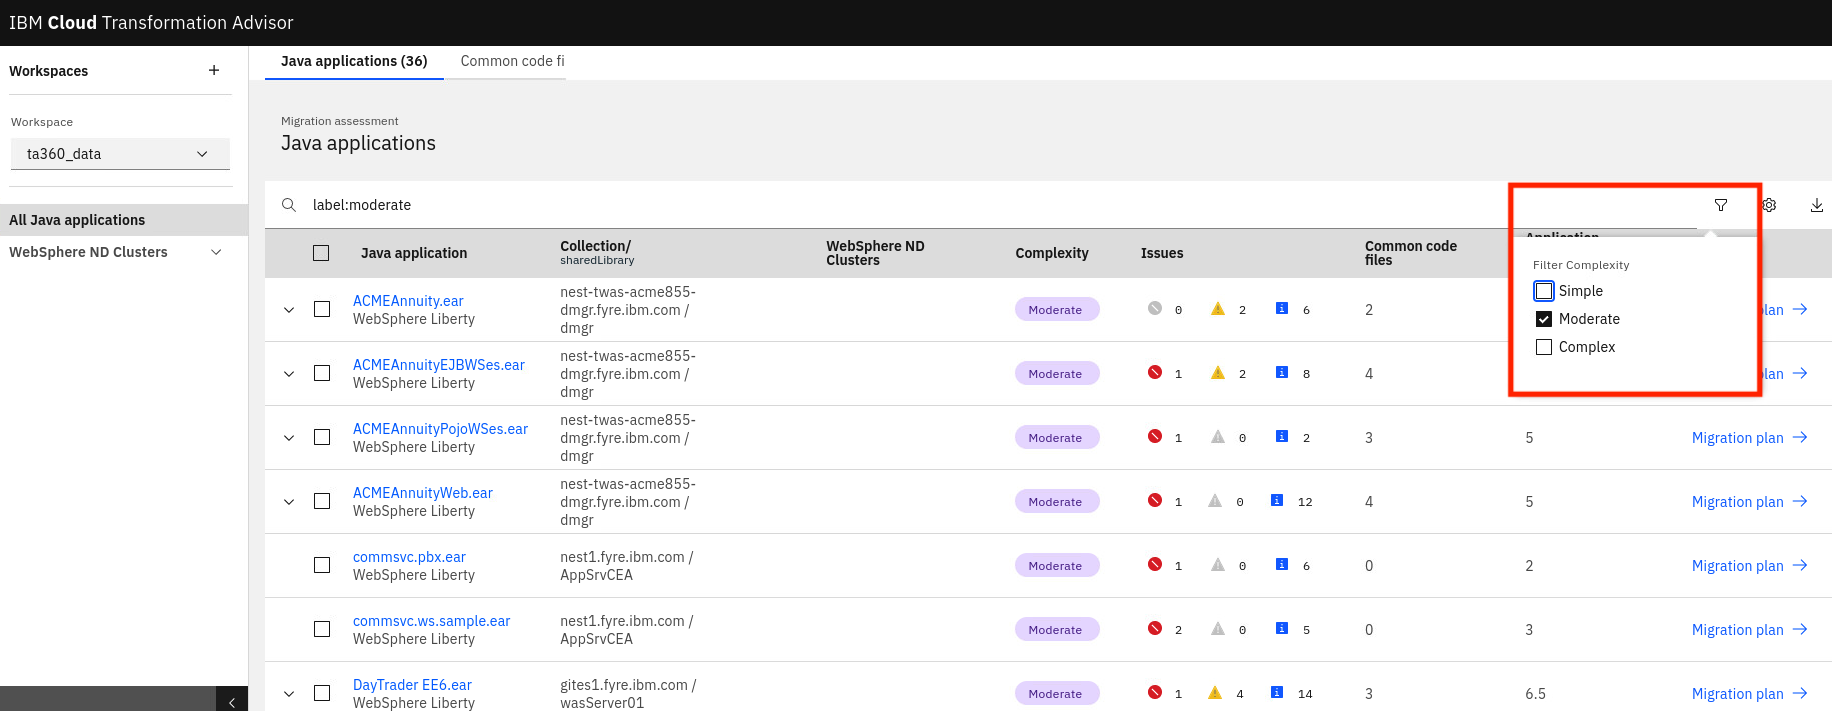 IBM Cloud Transformation Advisor
Workspaces
Workspace
ta360_data
All Java applications
WebSphere ND Clusters
Java applications (36)
Common code fi
Migration assessment
Java applications
label:moderate
Java application
Collection/
sharedLibrary
WebSphere ND
Clusters
Complexity
Issues
Common code
files
Application
Filter Complexity
Simple
Moderate
Complex
ACMEAnnuity.ear
WebSphere Liberty
nest-twas-acme855-
dmgr.fyre.ibm.com /
dmgr
Moderate
0 2 6
2
plan
ACMEAnnuityEJBWSes.ear
WebSphere Liberty
nest-twas-acme855-
dmgr.fyre.ibm.com /
dmgr
Moderate
1 2 8
4
plan
ACMEAnnuityPojoWSes.ear
WebSphere Liberty
nest-twas-acme855-
dmgr.fyre.ibm.com /
dmgr
Moderate
1 0 2
3
5
Migration plan
ACMEAnnuityWeb.ear
WebSphere Liberty
nest-twas-acme855-
dmgr.fyre.ibm.com /
dmgr
Moderate
1 0 12
4
5
Migration plan
commsvc.pbx.ear
WebSphere Liberty
nest1.fyre.ibm.com /
AppSrvCEA
Moderate
1 0 6
0
2
Migration plan
commsvc.ws.sample.ear
WebSphere Liberty
nest1.fyre.ibm.com /
AppSrvCEA
Moderate
2 0 5
0
3
Migration plan
DayTrader EE6.ear
WebSphere Liberty
gites1.fyre.ibm.com /
wasServer01
Moderate
1 4 14
3
6.5
Migration plan